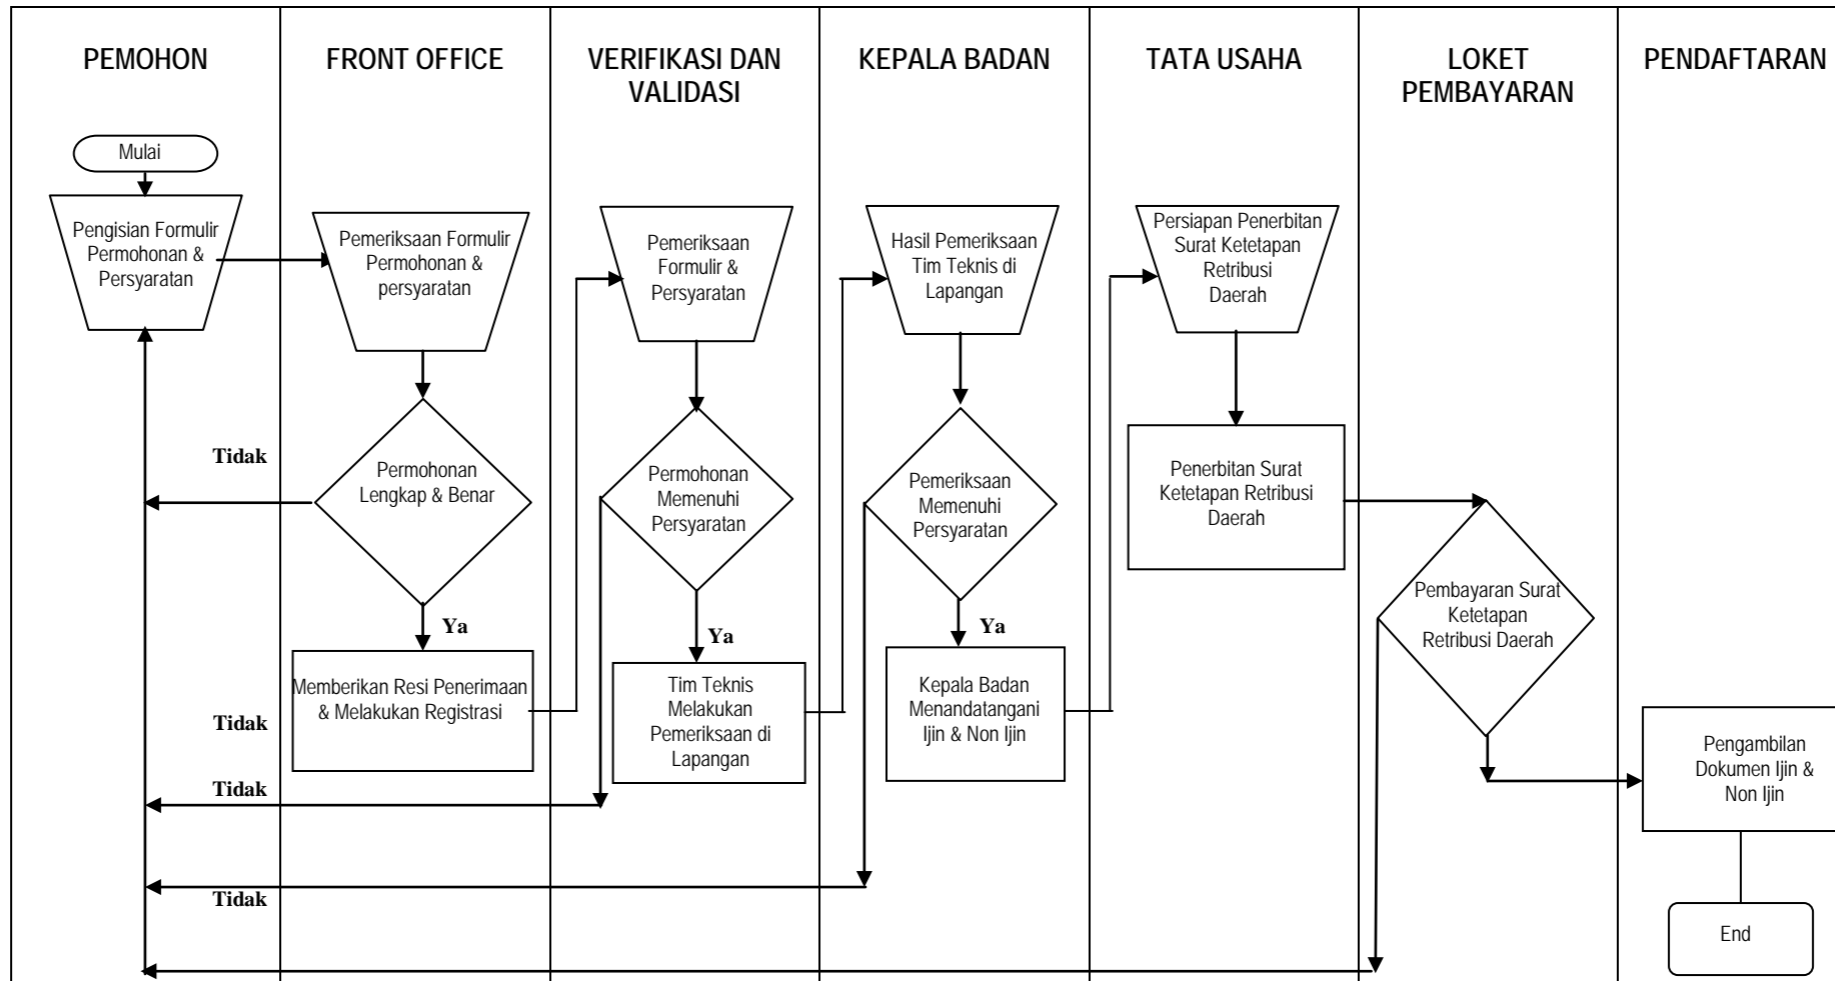 PEMOHON
FRONT OFFICE
VERIFIKASI DAN
VALIDASI
KEPALA BADAN
TATA USAHA
LOKET
PEMBAYARAN
PENDAFTARAN
Mulai
Pengisian Formulir
Permohonan &
Persyaratan
Pemeriksaan Formulir
Permohonan &
persyaratan
Tidak
Permohonan
Lengkap & Benar
Ya
Memberikan Resi Penerimaan
& Melakukan Registrasi
Pemeriksaan
Formulir &
Persyaratan
Permohonan
Memenuhi
Persyaratan
Ya
Tim Teknis
Melakukan
Pemeriksaan di
Lapangan
Tidak
Tidak
Hasil Pemeriksaan
Tim Teknis di
Lapangan
Pemeriksaan
Memenuhi
Persyaratan
Ya
Kepala Badan
Menandatangani
Ijin & Non Ijin
Tidak
Persiapan Penerbitan
Surat Ketetapan
Retribusi
Daerah
Penerbitan Surat
Ketetapan Retribusi
Daerah
Pembayaran Surat
Ketetapan
Retribusi Daerah
Pengambilan
Dokumen Ijin &
Non Ijin
End